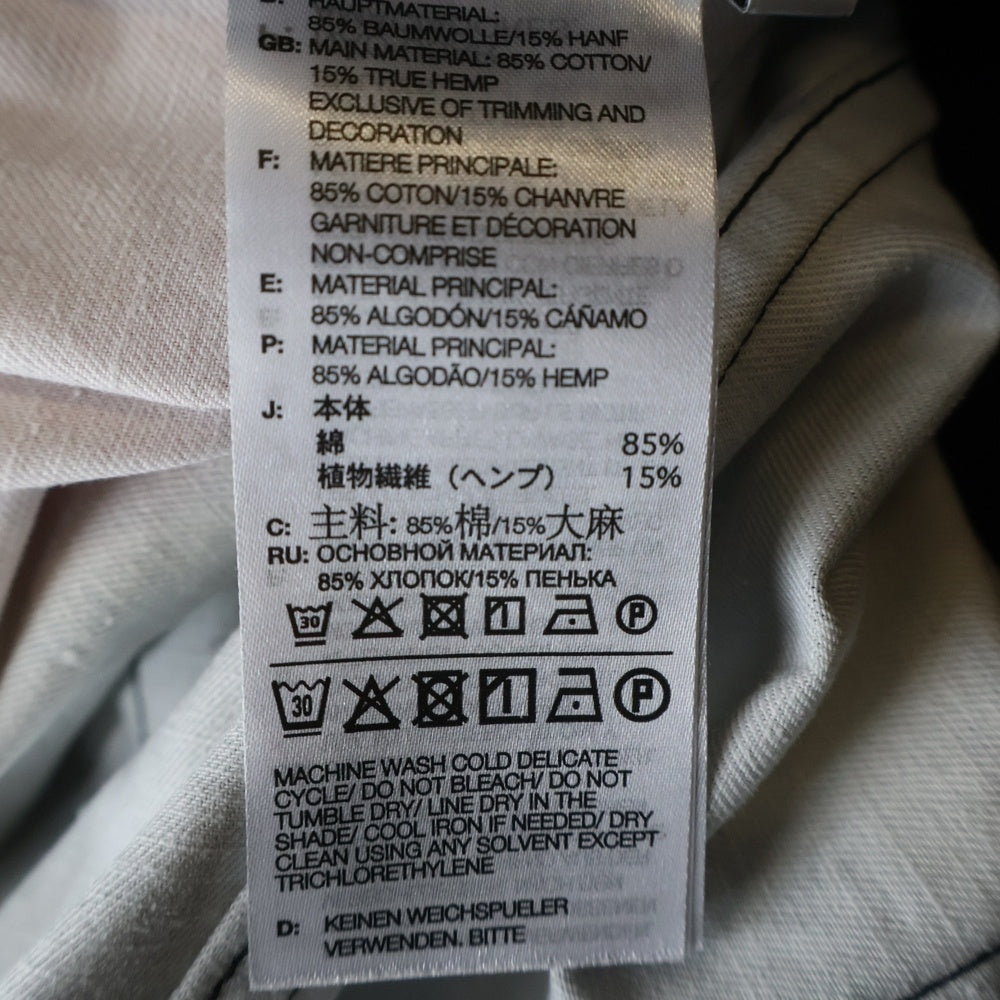 D: HAUPTMATERIAL:
85% BAUMWOLLE/15% HANF
GB: MAIN MATERIAL: 85% COTTON/
15% TRUE HEMP
EXCLUSIVE OF TRIMMING AND
DECORATION
F: MATIERE PRINCIPALE:
85% COTON/15% CHANVRE
GARNITURE ET DÉCORATION
NON-COMPRISE
E: MATERIAL PRINCIPAL:
85% ALGODÓN/15% CÁÑAMO
P: MATERIAL PRINCIPAL:
85% ALGODÃO/15% HEMP
J: 本体
綿 85%
植物繊維（ヘンプ） 15%
C: 主料: 85%棉/15%大麻
RU: ОСНОВНОЙ МАТЕРИАЛ:
85% ХЛОПОК/15% ПЕНЬКА
30 P
30 P
MACHINE WASH COLD DELICATE
CYCLE/ DO NOT BLEACH/ DO NOT
TUMBLE DRY/ LINE DRY IN THE
SHADE/ COOL IRON IF NEEDED/ DRY
CLEAN USING ANY SOLVENT EXCEPT
TRICHLORETHYLENE
D: KEINEN WEICHSPUELER
VERWENDEN. BITTE